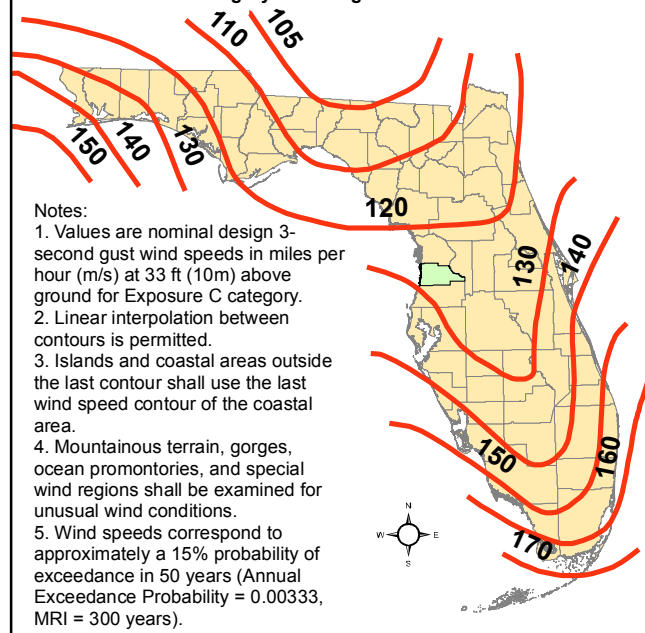 105
110
120
130
140
150
130
140
150
160
170
N
W E
S
Notes:
1. Values are nominal design 3-
second gust wind speeds in miles per
hour (m/s) at 33 ft (10m) above
ground for Exposure C category.
2. Linear interpolation between
contours is permitted.
3. Islands and coastal areas outside
the last contour shall use the last
wind speed contour of the coastal
area.
4. Mountainous terrain, gorges,
ocean promontories, and special
wind regions shall be examined for
unusual wind conditions.
5. Wind speeds correspond to
approximately a 15% probability of
exceedance in 50 years (Annual
Exceedance Probability = 0.00333,
MRI = 300 years).